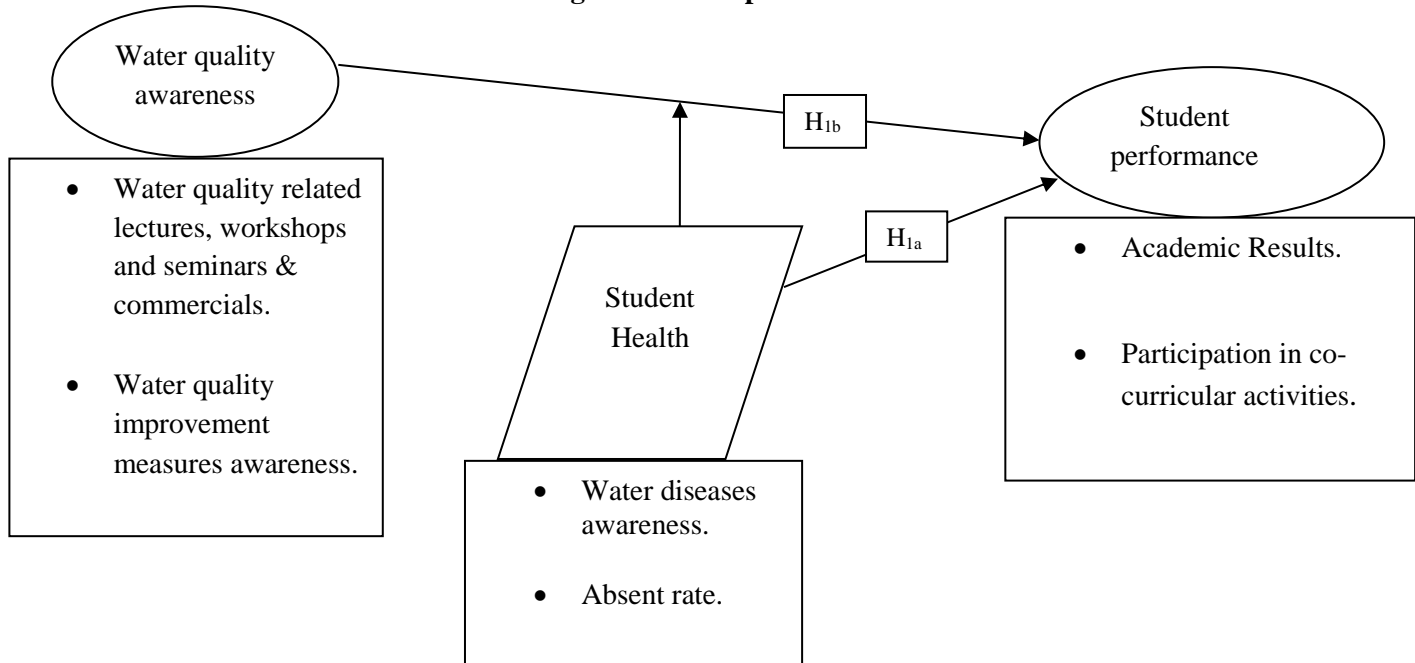 Water quality
awareness
• Water quality related
lectures, workshops
and seminars &
commercials.
• Water quality
improvement
measures awareness.
H1b
H1a
Student
Health
• Water diseases
awareness.
• Absent rate.
Student
performance
• Academic Results.
• Participation in co-
curricular activities.